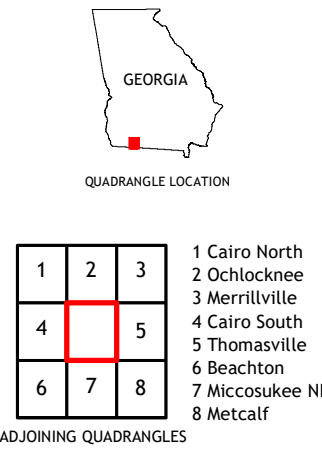 GEORGIA
QUADRANGLE LOCATION
1 2 3
4 5
6 7 8
1 Cairo North
2 Ochlocknee
3 Merrillville
4 Cairo South
5 Thomasville
6 Beachton
7 Miccosukee
8 Metcalf
ADJOINING QUADRANGLES